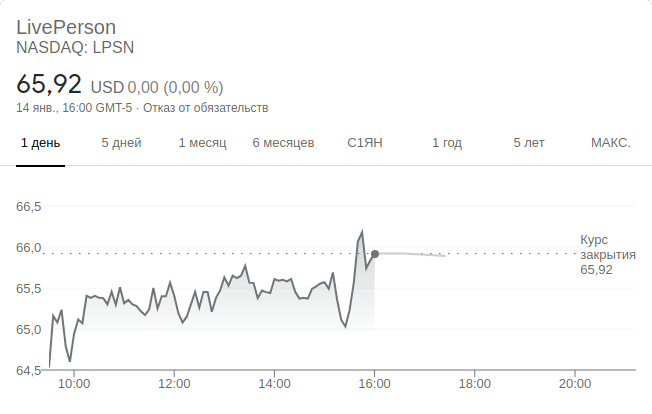 LivePerson
NASDAQ: LPSN
65,92 USD 0,00 (0,00 %)
14 янв., 16:00 GMT-5 · Отказ от обязательств
1 день 5 дней 1 месяц 6 месяцев С1ЯН 1 год 5 лет МАКС.
66,5
66,0
65,5
65,0
64,5
Курс
закрытия
65,92
10:00 12:00 14:00 16:00 18:00 20:00